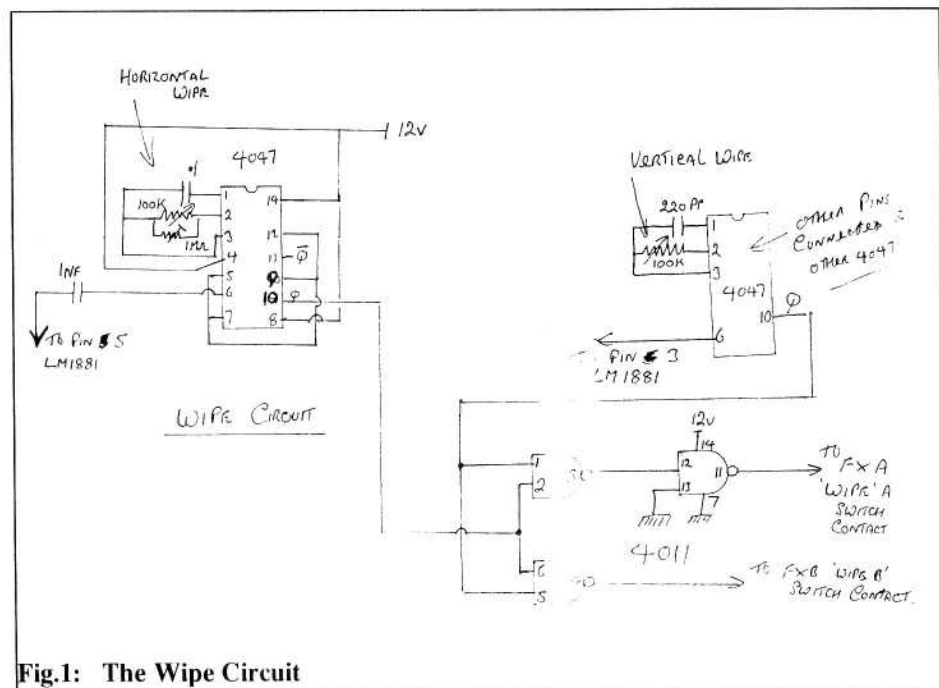 HORIZONTAL
WIPE
12V
4047
.1
100K
1MΩ
1
2
3
4
5
6
7
14
12
11
Q̅
9
10
Q
8
1NF
TO PIN 5
LM1881
WIPE CIRCUIT
VERTICAL WIPE
220PF
100K
1
2
3
4047
10
Q
6
OTHER PINS
CONNECTED
OTHER 4047
PIN 3
LM1881
12V
14
1
2
12
13
11
7
4011
6
5
TO
FXA
'WIPE' A
SWITCH
CONTACT
TO FXB 'WIPE B'
SWITCH CONTACT.
Fig.1: The Wipe Circuit